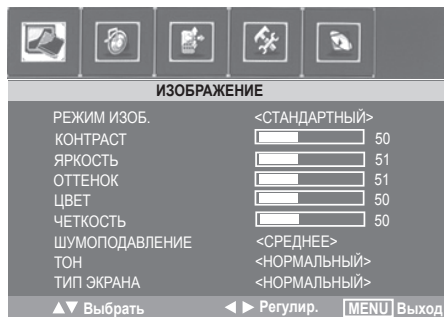 ИЗОБРАЖЕНИЕ
РЕЖИМ ИЗОБ. <СТАНДАРТНЫЙ>
КОНТРАСТ 50
ЯРКОСТЬ 51
ОТТЕНОК 51
ЦВЕТ 50
ЧЕТКОСТЬ 50
ШУМОПОДАВЛЕНИЕ <СРЕДНЕЕ>
ТОН <НОРМАЛЬНЫЙ>
ТИП ЭКРАНА <НОРМАЛЬНЫЙ>
▲▼ Выбрать ◄ ► Регулир. MENU Выход